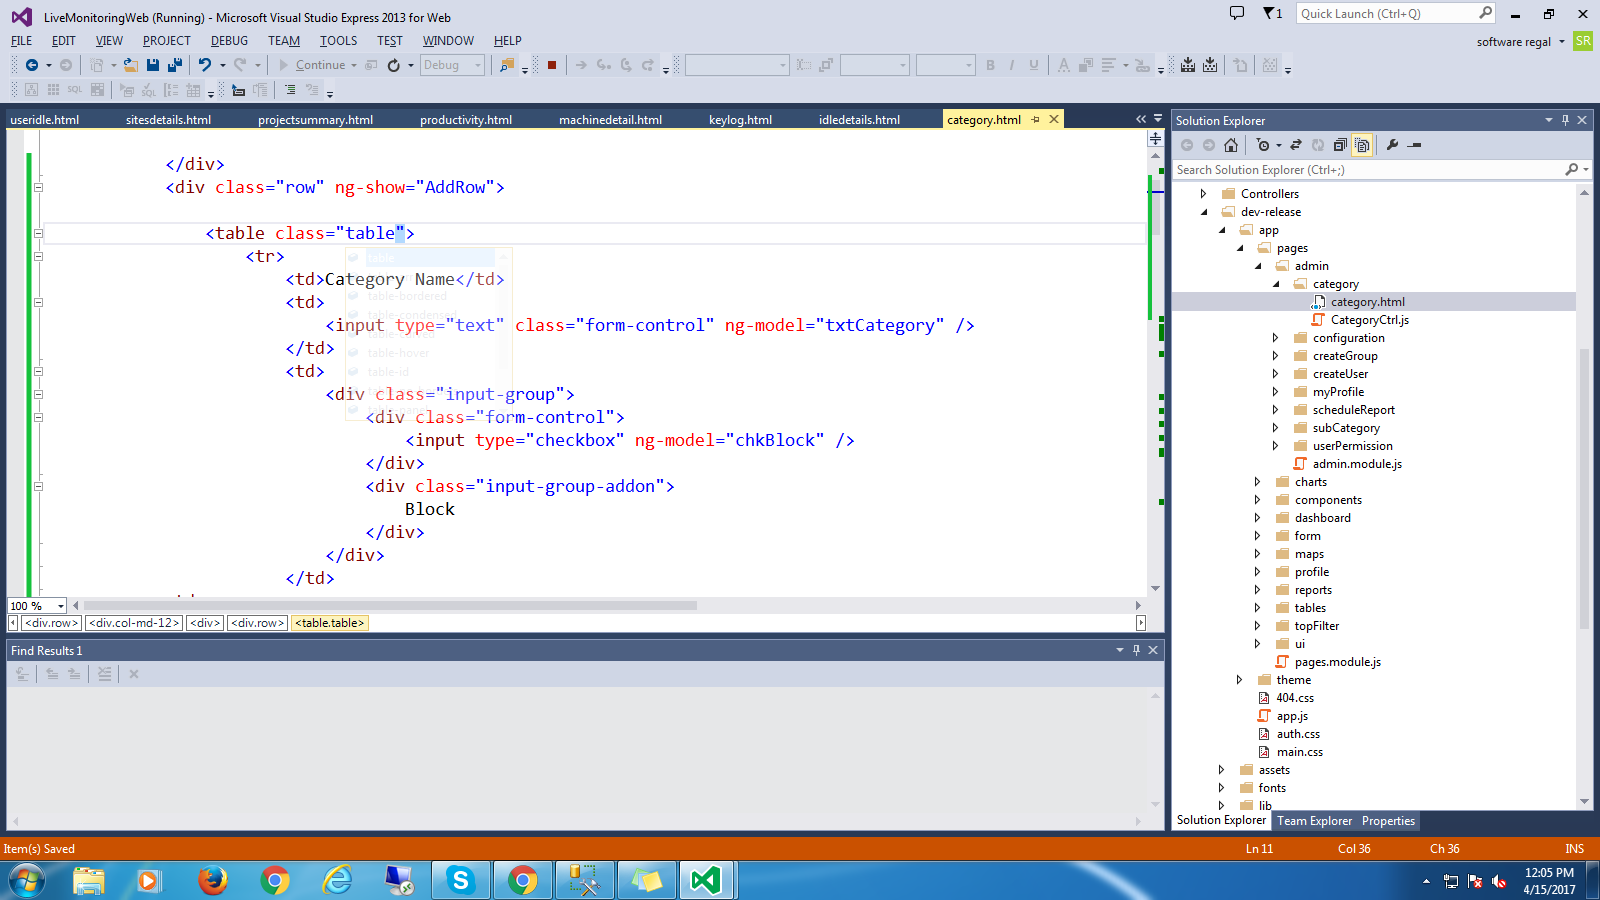 LiveMonitoringWeb (Running) - Microsoft Visual Studio Express 2013 for Web
1
Quick Launch (Ctrl+Q)
FILE EDIT VIEW PROJECT DEBUG TEAM TOOLS TEST WINDOW HELP
software regal
SR
Continue
Debug
B I U A
SQL
SQL
useridle.html sitesdetails.html projectsummary.html productivity.html machinedetail.html keylog.html idledetails.html category.html
</div>
<div class="row" ng-show="AddRow">
<table class="table">
<tr>
table
<td>Category Name</td>
table-bordered
<td>
table-condensed
<input type="text" class="form-control" ng-model="txtCategory" />
</td>
table-hover
<td>
table-id
<div class="input-group">
<div class="form-control">
<input type="checkbox" ng-model="chkBlock" />
</div>
<div class="input-group-addon">
Block
</div>
</div>
</td>
100 %
<div.row> <div.col-md-12> <div> <div.row> <table.table>
Find Results 1
Solution Explorer
Search Solution Explorer (Ctrl+;)
Controllers
dev-release
app
pages
admin
category
category.html
CategoryCtrl.js
configuration
createGroup
createUser
myProfile
scheduleReport
subCategory
userPermission
admin.module.js
charts
components
dashboard
form
maps
profile
reports
tables
topFilter
ui
pages.module.js
theme
404.css
app.js
auth.css
main.css
assets
fonts
lib
Solution Explorer Team Explorer Properties
Item(s) Saved
Ln 11 Col 36 Ch 36 INS
12:05 PM
4/15/2017